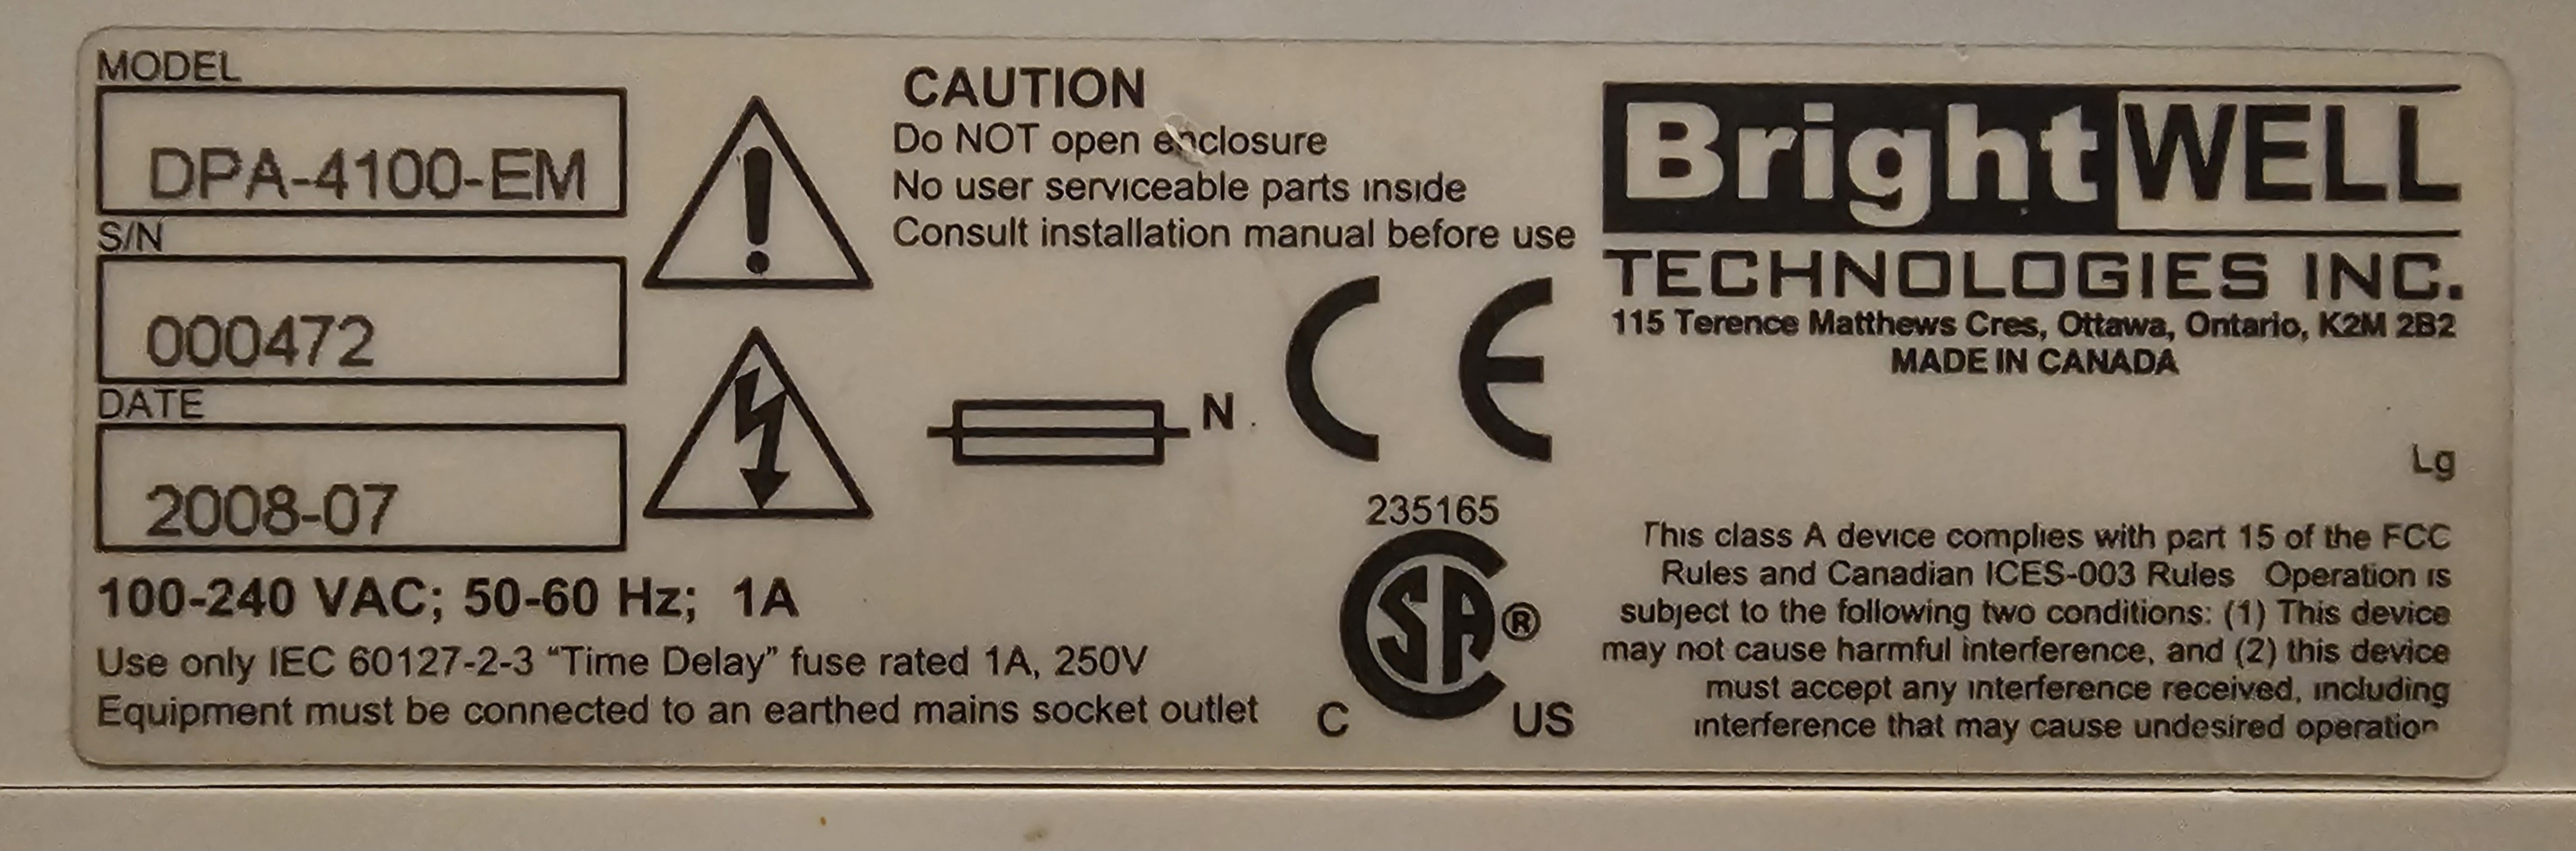 MODEL
DPA-4100-EM
S/N
000472
DATE
2008-07
100-240 VAC; 50-60 Hz; 1A
Use only IEC 60127-2-3 “Time Delay” fuse rated 1A, 250V
Equipment must be connected to an earthed mains socket outlet
CAUTION
Do NOT open enclosure
No user serviceable parts inside
Consult installation manual before use
N.
CE
235165
CSA®
C US
BrightWELL
TECHNOLOGIES INC.
115 Terence Matthews Cres, Ottawa, Ontario, K2M 2B2
MADE IN CANADA
Lg
This class A device complies with part 15 of the FCC
Rules and Canadian ICES-003 Rules Operation is
subject to the following two conditions: (1) This device
may not cause harmful interference, and (2) this device
must accept any interference received, including
interference that may cause undesired operation